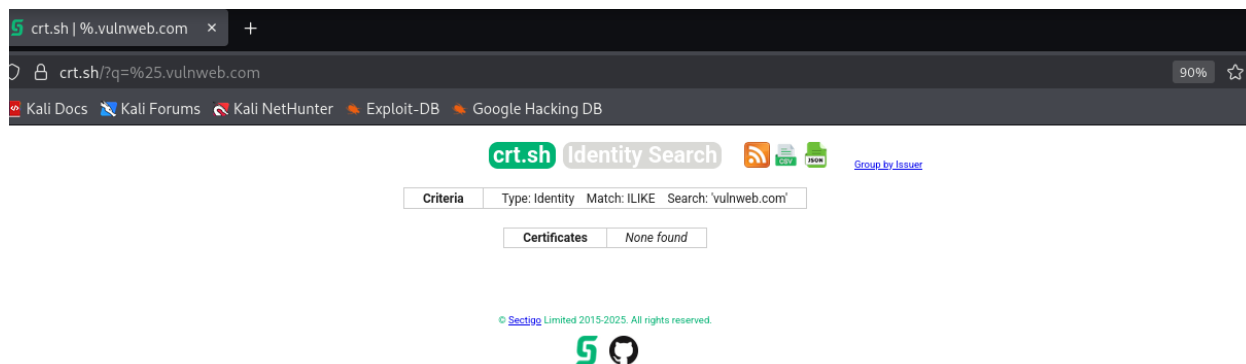 crt.sh | %.vulnweb.com × +
crt.sh/?q=%25.vulnweb.com 90%
Kali Docs Kali Forums Kali NetHunter Exploit-DB Google Hacking DB
crt.sh Identity Search CSV JSON Group by Issuer
Criteria Type: Identity Match: ILIKE Search: 'vulnweb.com'
Certificates None found
© Sectigo Limited 2015-2025. All rights reserved.